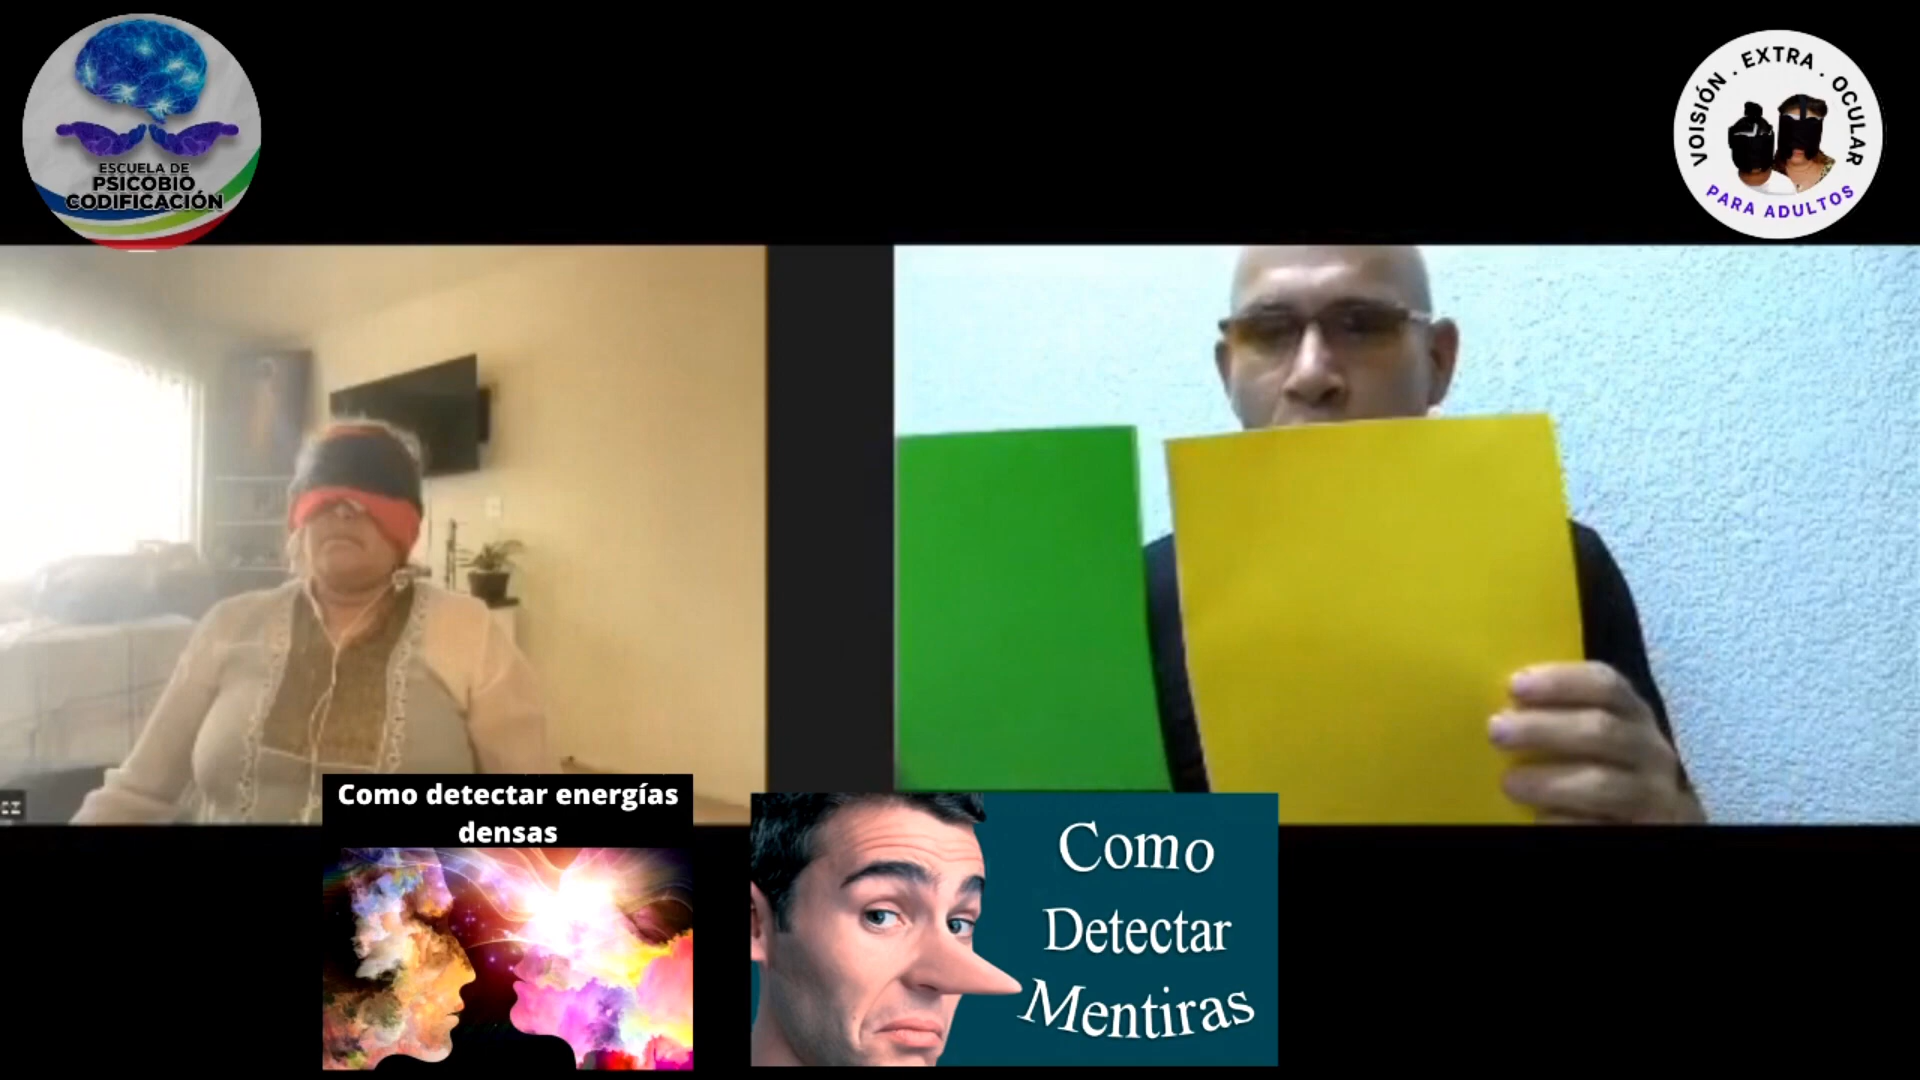 ESCUELA DE
PSICOBIO
CODIFICACIÓN
VOISIÓN . EXTRA . OCULAR
PARA ADULTOS
Como detectar energías
densas
Como
Detectar
Mentiras